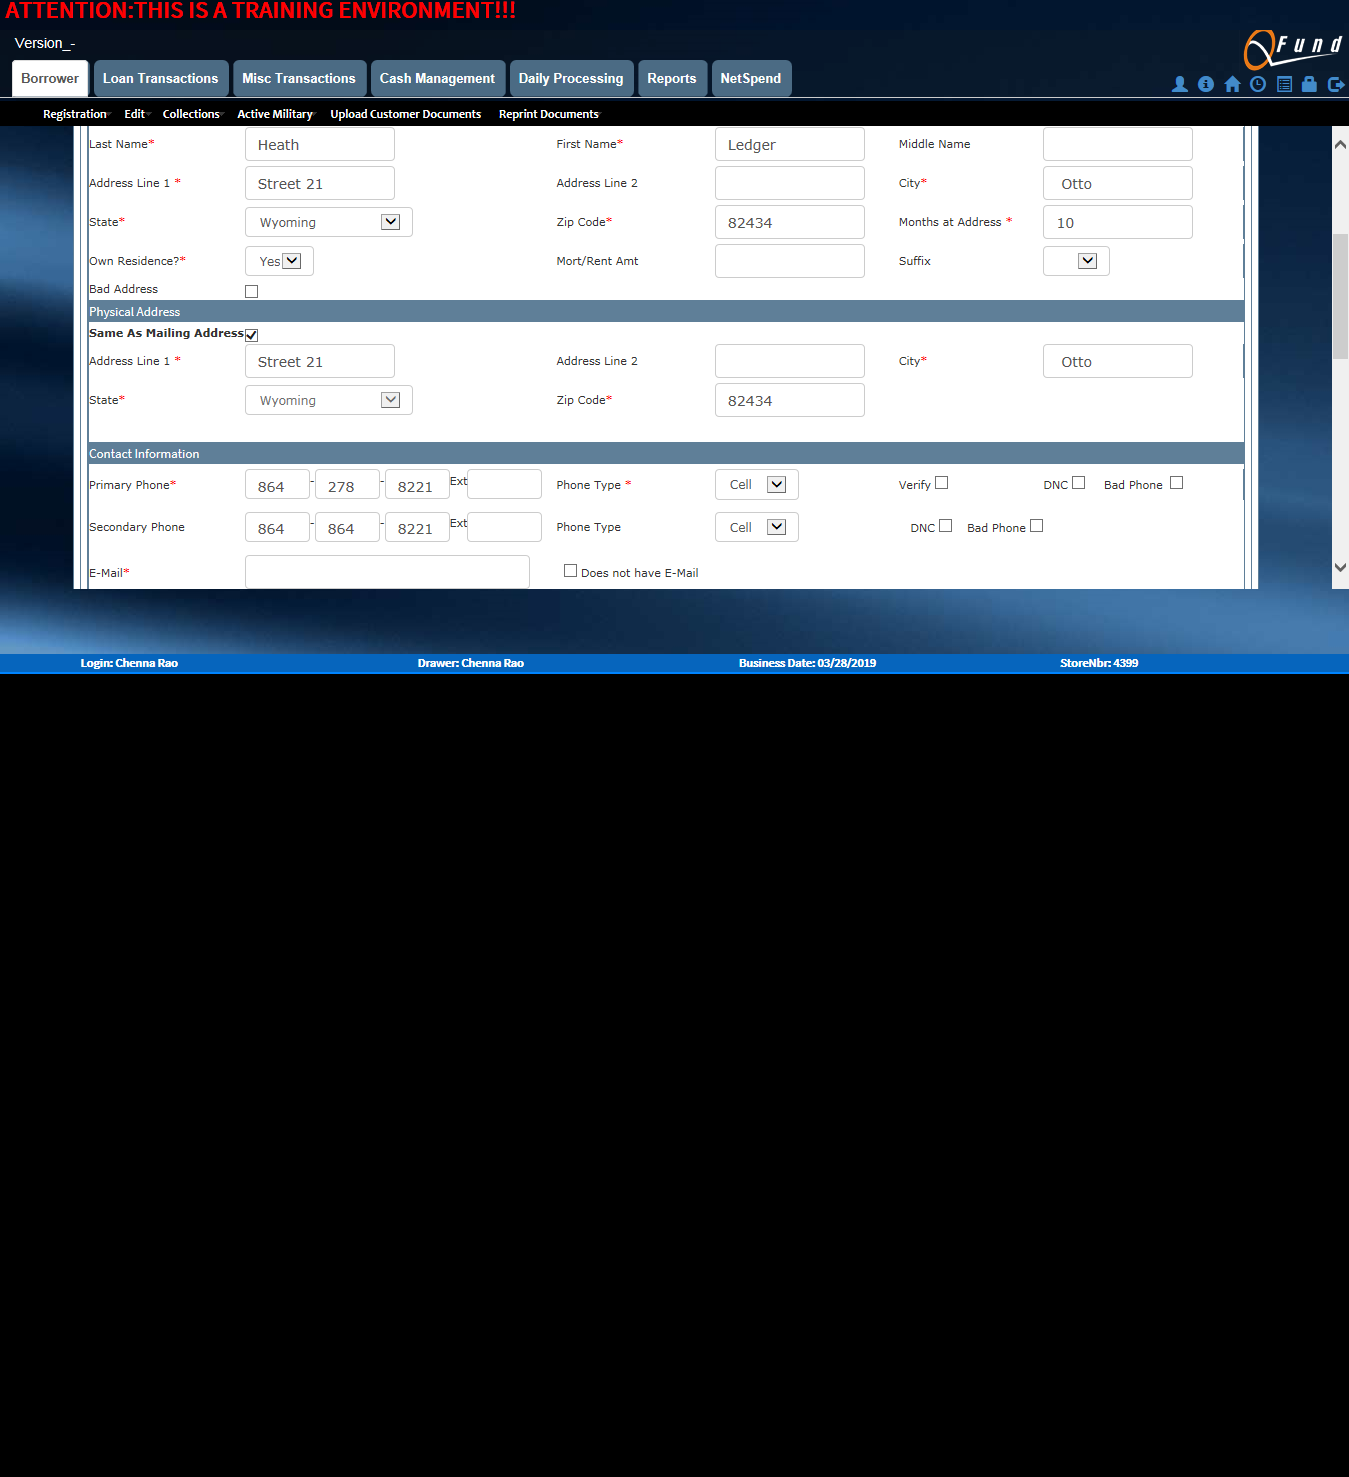 ATTENTION:THIS IS A TRAINING ENVIRONMENT!!!
Version_-
QFund
Borrower Loan Transactions Misc Transactions Cash Management Daily Processing Reports NetSpend
Registration Edit Collections Active Military Upload Customer Documents Reprint Documents
Last Name* Heath First Name* Ledger Middle Name
Address Line 1 * Street 21 Address Line 2 City* Otto
State* Wyoming Zip Code* 82434 Months at Address * 10
Own Residence?* Yes Mort/Rent Amt Suffix
Bad Address
Physical Address
Same As Mailing Address
Address Line 1 * Street 21 Address Line 2 City* Otto
State* Wyoming Zip Code* 82434
Contact Information
Primary Phone* 864 - 278 - 8221 Ext Phone Type * Cell Verify DNC Bad Phone
Secondary Phone 864 - 864 - 8221 Ext Phone Type Cell DNC Bad Phone
E-Mail* Does not have E-Mail
Login: Chenna Rao Drawer: Chenna Rao Business Date: 03/28/2019 StoreNbr: 4399